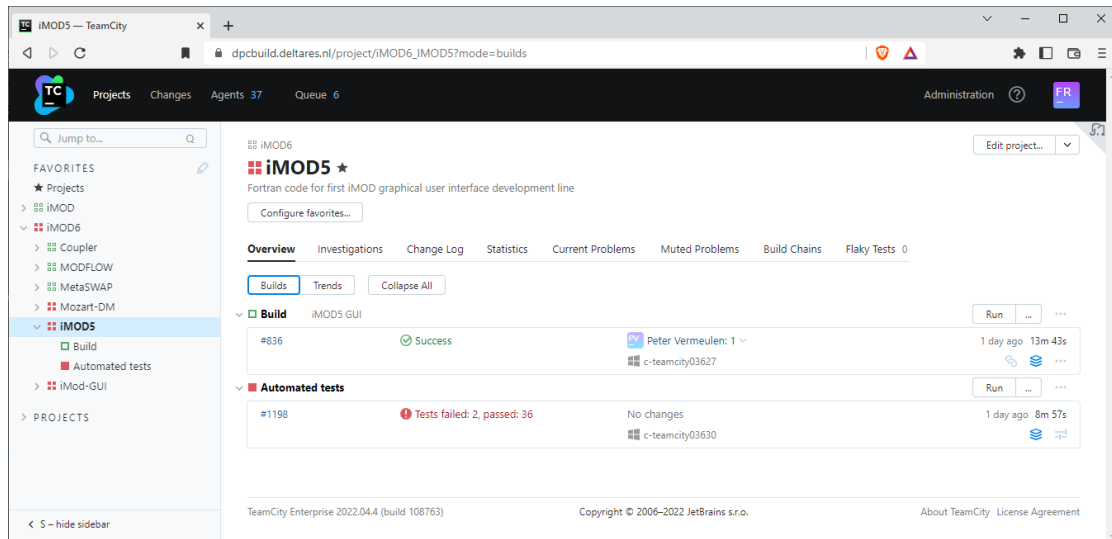 iMOD5 — TeamCity
dpcbuild.deltares.nl/project/iMOD6_IMOD5?mode=builds
TC Projects Changes Agents 37 Queue 6 Administration ? FR
Jump to... Q
FAVORITES
Projects
iMOD
iMOD6
Coupler
MODFLOW
MetaSWAP
Mozart-DM
iMOD5
Build
Automated tests
iMod-GUI
PROJECTS
S – hide sidebar
iMOD6
Edit project...
iMOD5
Fortran code for first iMOD graphical user interface development line
Configure favorites...
Overview Investigations Change Log Statistics Current Problems Muted Problems Build Chains Flaky Tests 0
Builds Trends Collapse All
Build iMOD5 GUI Run ... ...
#836 Success PV Peter Vermeulen: 1 1 day ago 13m 43s
c-teamcity03627 ...
Automated tests Run ... ...
#1198 Tests failed: 2, passed: 36 No changes 1 day ago 8m 57s
c-teamcity03630
TeamCity Enterprise 2022.04.4 (build 108763) Copyright © 2006–2022 JetBrains s.r.o. About TeamCity License Agreement